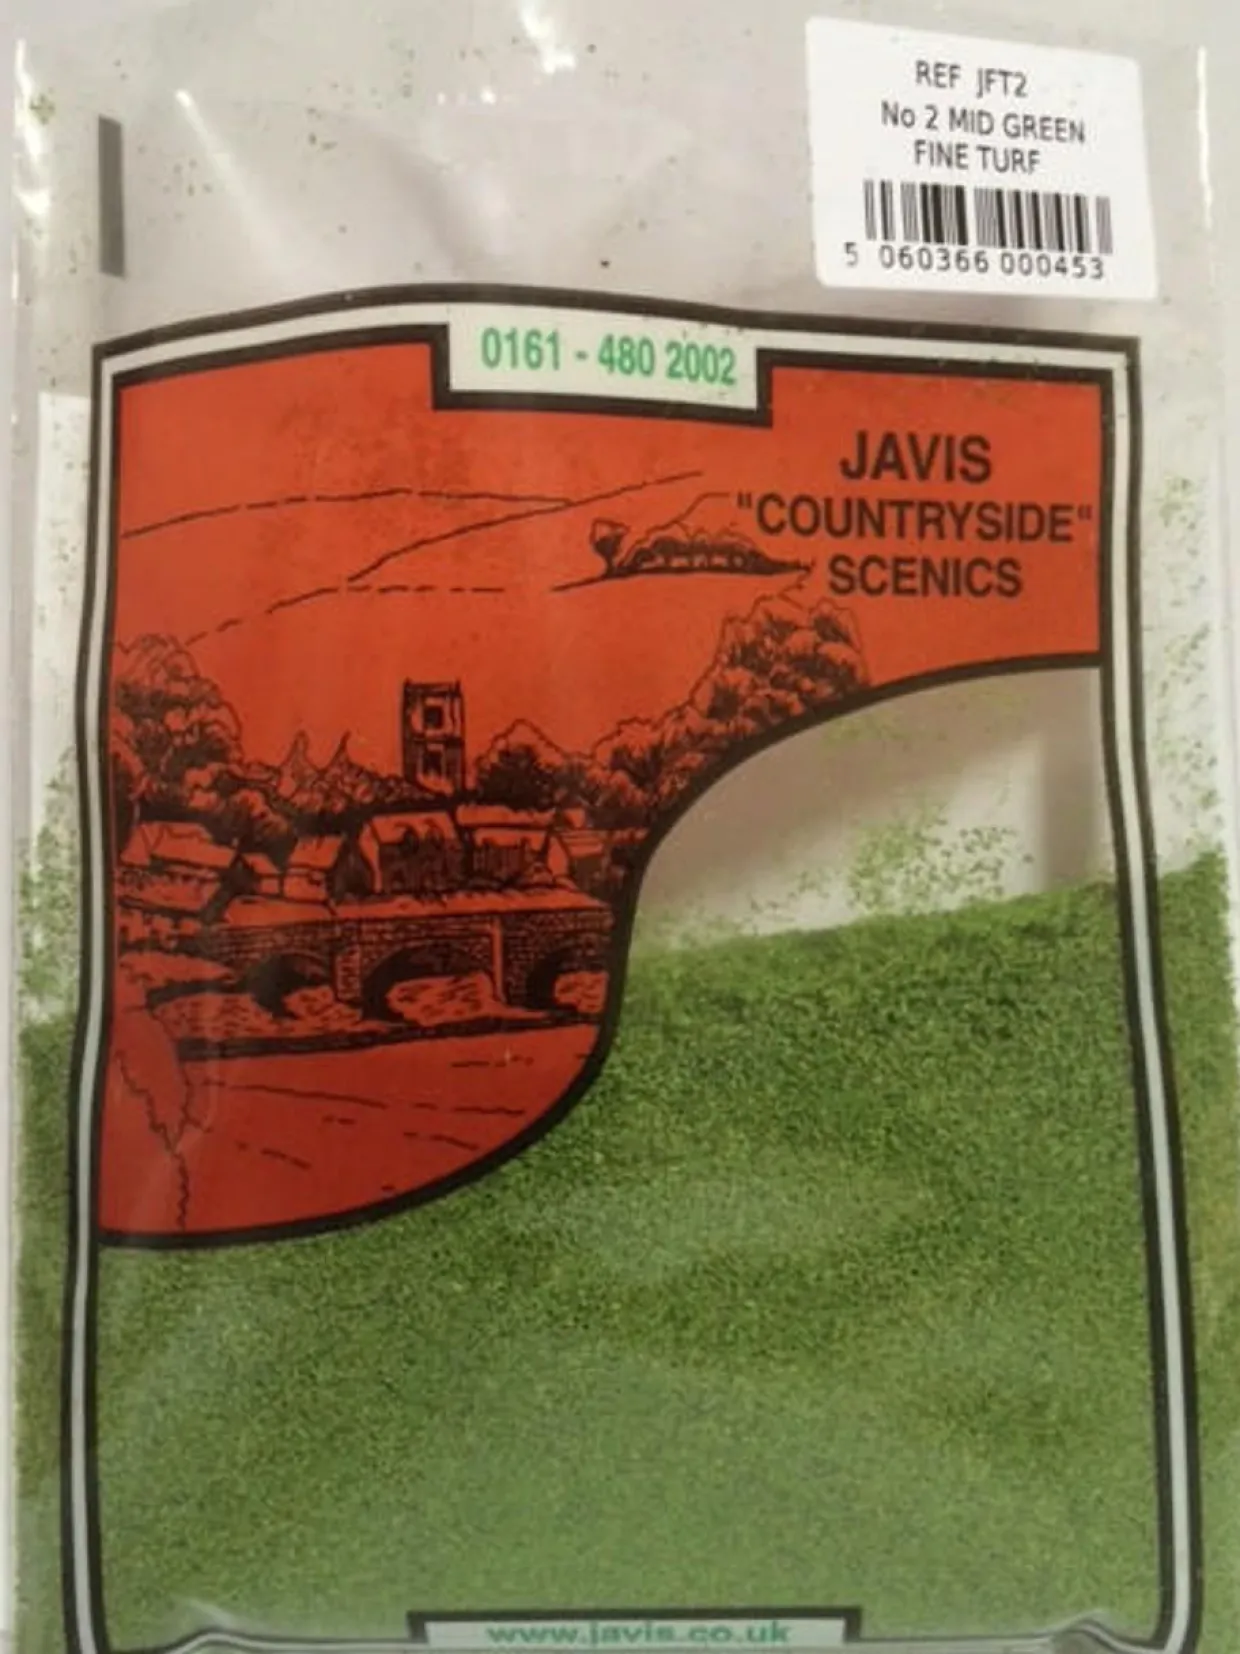 REF JFT2
No 2 MID GREEN
FINE TURF
5 060366 000453
0161 - 480 2002
JAVIS
"COUNTRYSIDE"
SCENICS
www.javis.co.uk